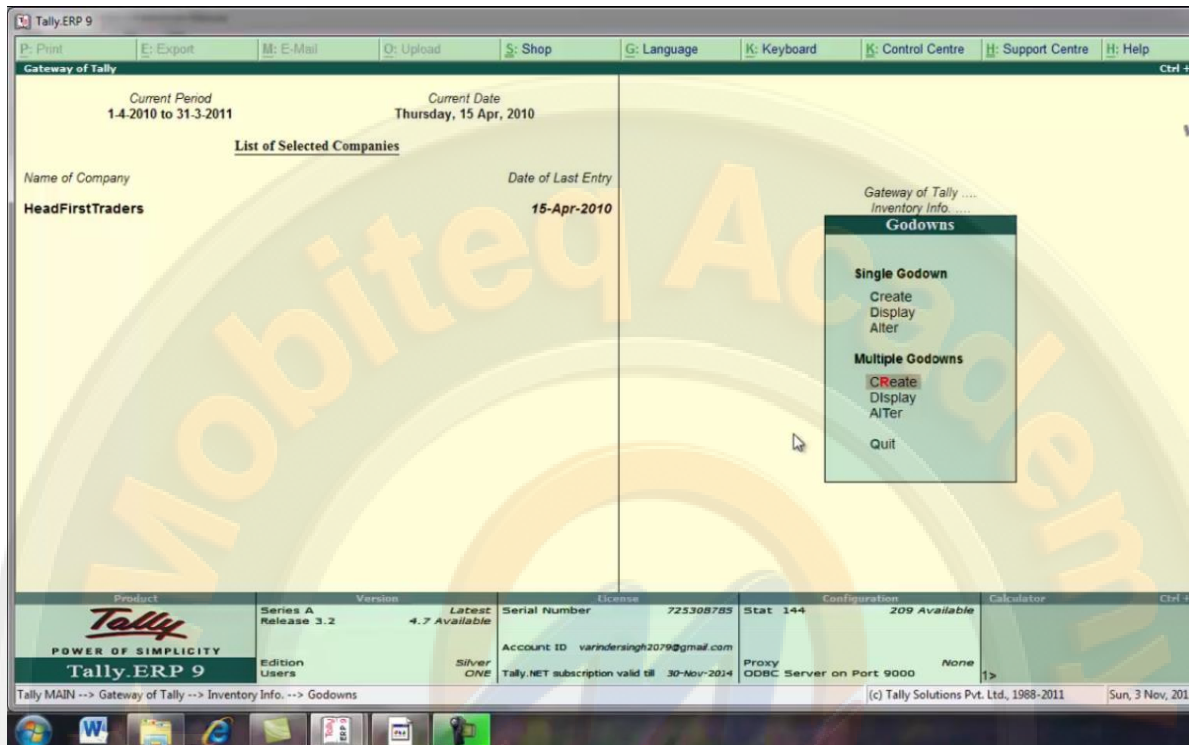 Tally.ERP 9
P: Print E: Export M: E-Mail O: Upload S: Shop G: Language K: Keyboard K: Control Centre H: Support Centre H: Help
Gateway of Tally Ctrl +
Current Period Current Date
1-4-2010 to 31-3-2011 Thursday, 15 Apr, 2010
List of Selected Companies
Name of Company Date of Last Entry
HeadFirstTraders 15-Apr-2010
Gateway of Tally ....
Inventory Info. ....
Godowns
Single Godown
Create
Display
Alter
Multiple Godowns
CReate
DIsplay
AlTer
Quit
Mobiteq Academ
Product Version License Configuration Calculator Ctrl +
Tally
POWER OF SIMPLICITY
Tally.ERP 9
Series A Latest
Release 3.2 4.7 Available
Edition Silver
Users ONE
Serial Number 725308785
Account ID varindersingh2079@gmail.com
Tally.NET subscription valid till 30-Nov-2014
Stat 144 209 Available
Proxy None
ODBC Server on Port 9000
1>
Tally MAIN --> Gateway of Tally --> Inventory Info. --> Godowns (c) Tally Solutions Pvt. Ltd., 1988-2011 Sun, 3 Nov, 201